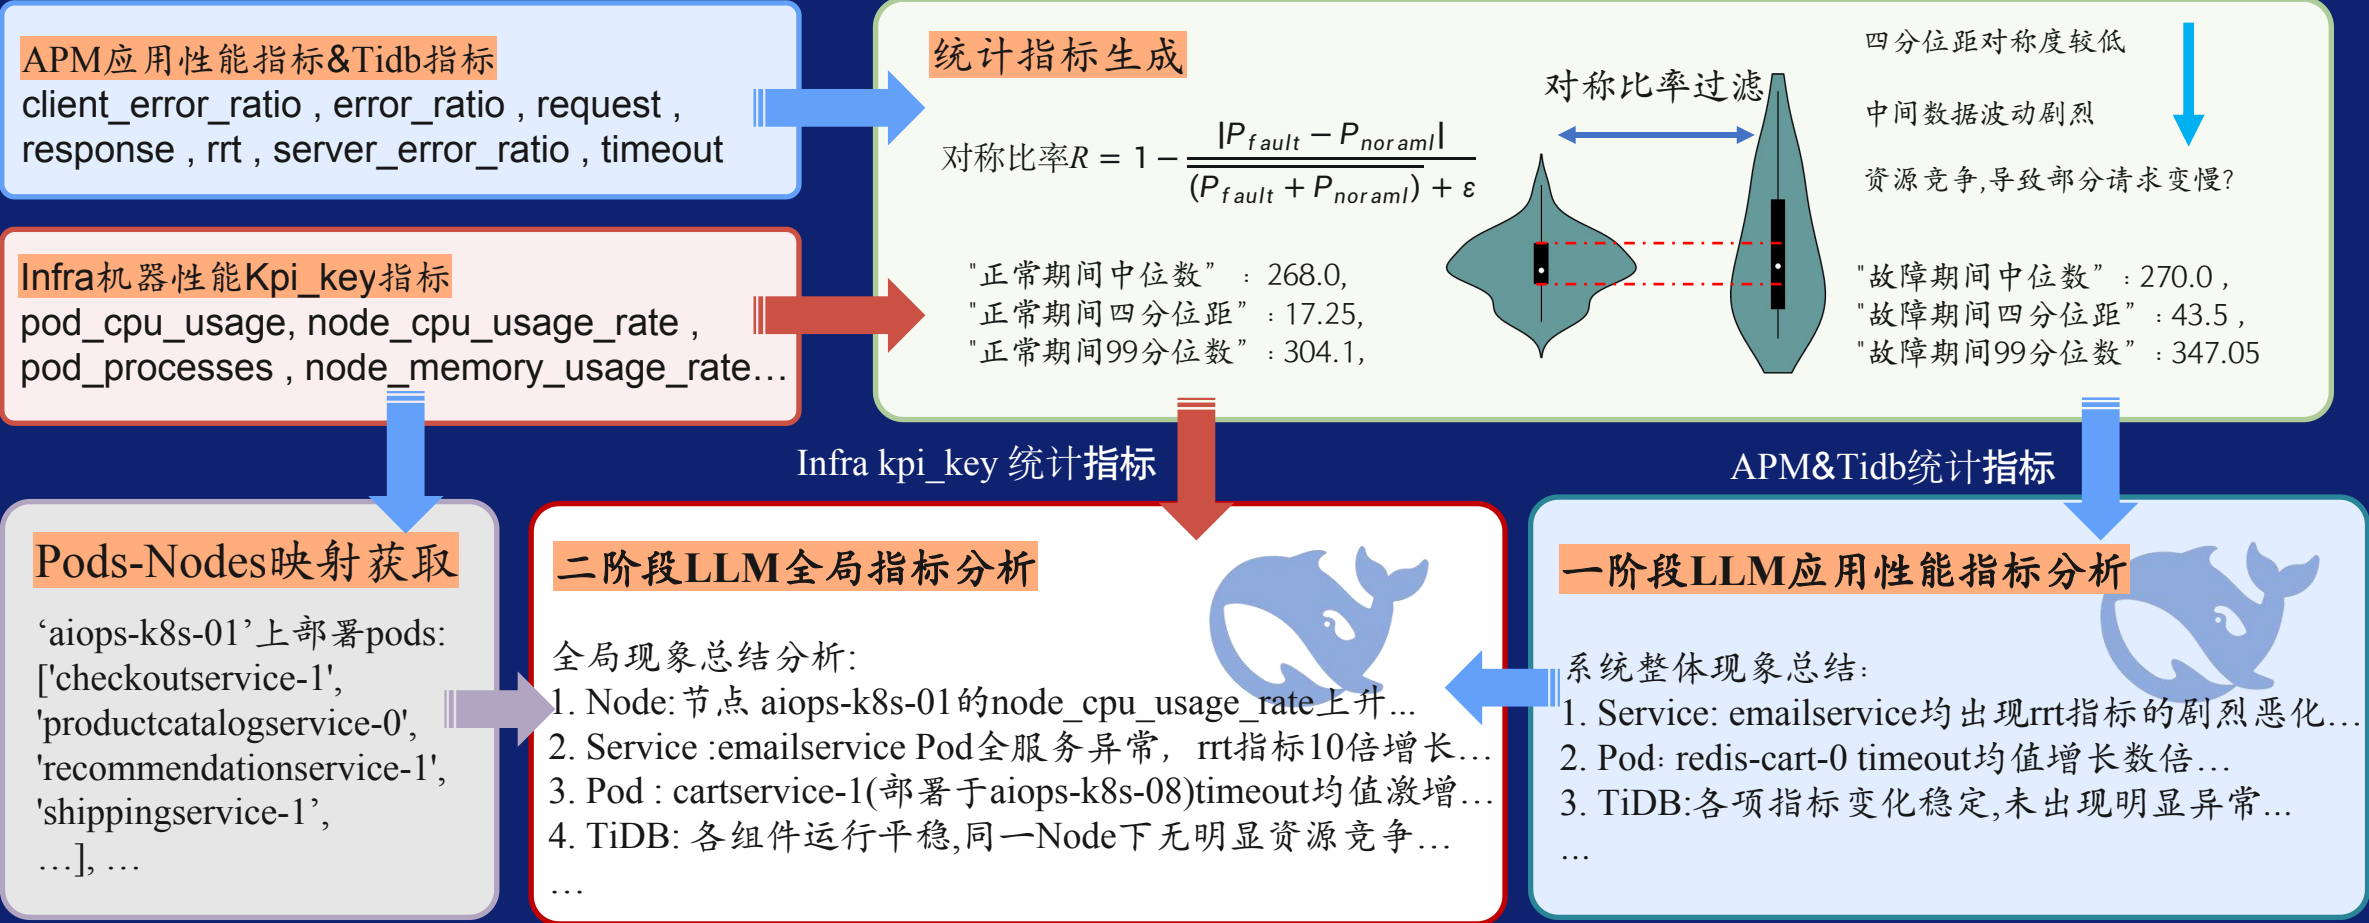 APM应用性能指标&Tidb指标
client_error_ratio , error_ratio , request ,
response , rrt , server_error_ratio , timeout
Infra机器性能Kpi_key指标
pod_cpu_usage, node_cpu_usage_rate ,
pod_processes , node_memory_usage_rate…
统计指标生成
对称比率R = 1 − |P_fault − P_noraml| / (P_fault + P_noraml) + ε
"正常期间中位数” : 268.0,
"正常期间四分位距” : 17.25,
"正常期间99分位数” : 304.1,
对称比率过滤
四分位距对称度较低
中间数据波动剧烈
资源竞争,导致部分请求变慢?
"故障期间中位数” : 270.0 ,
"故障期间四分位距” : 43.5 ,
"故障期间99分位数” : 347.05
Infra kpi_key 统计指标
APM&Tidb统计指标
Pods-Nodes映射获取
‘aiops-k8s-01’上部署pods:
['checkoutservice-1',
'productcatalogservice-0',
'recommendationservice-1',
'shippingservice-1’,
…], …
二阶段LLM全局指标分析
全局现象总结分析:
1. Node:节点 aiops-k8s-01的node_cpu_usage_rate上升...
2. Service :emailservice Pod全服务异常，rrt指标10倍增长…
3. Pod : cartservice-1(部署于aiops-k8s-08)timeout均值激增…
4. TiDB: 各组件运行平稳,同一Node下无明显资源竞争…
…
一阶段LLM应用性能指标分析
系统整体现象总结:
1. Service: emailservice均出现rrt指标的剧烈恶化…
2. Pod: redis-cart-0 timeout均值增长数倍…
3. TiDB:各项指标变化稳定,未出现明显异常...
…